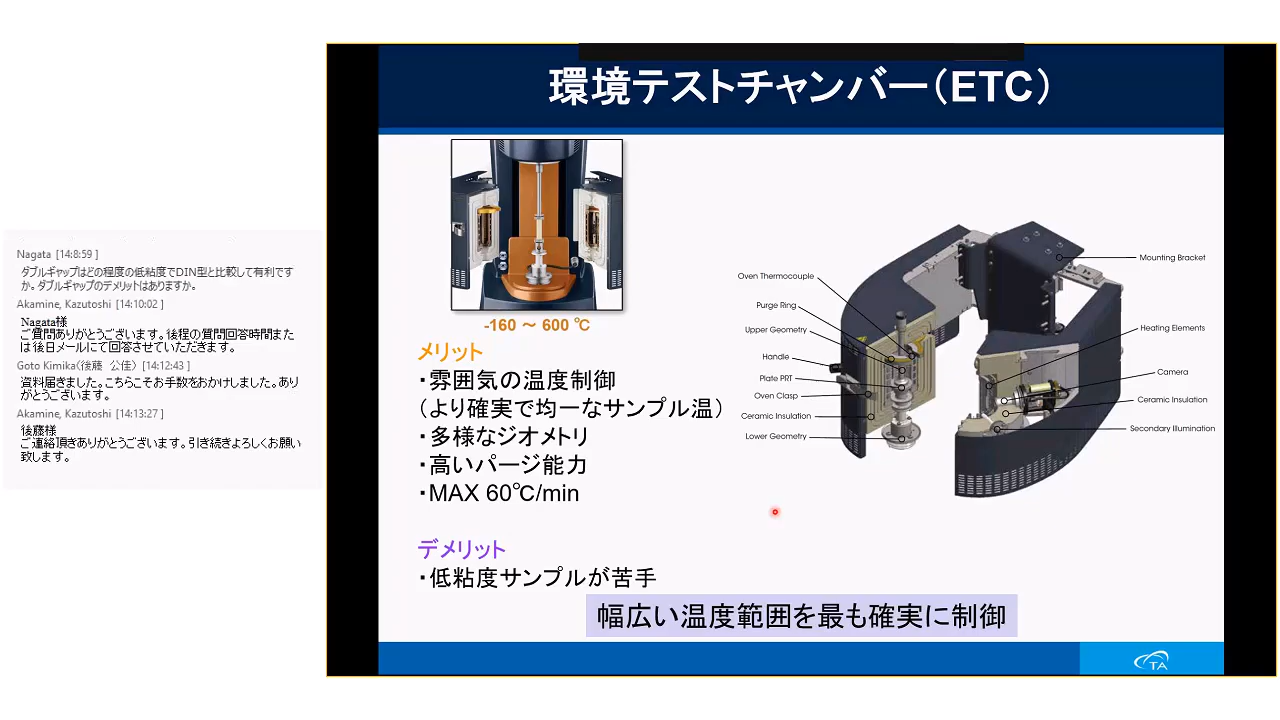 Nagata [14:8:59 ]
ダブルギャップはどの程度の低粘度でDIN型と比較して有利です
か。ダブルギャップのデメリットはありますか。
Akamine, Kazutoshi [14:10:02 ]
Nagata様
ご質問ありがとうございます。後程の質問回答時間また
は後日メールにて回答させていただきます。
Goto Kimika(後藤　公佳) [14:12:43 ]
資料届きました。こちらこそお手数をおかけしました。あり
がとうございます。
Akamine, Kazutoshi [14:13:27 ]
後藤様
ご連絡頂きありがとうございます。引き続きよろしくお願い
致します。
環境テストチャンバー（ETC）
-160 ～ 600 ℃
メリット
・雰囲気の温度制御
（より確実で均一なサンプル温）
・多様なジオメトリ
・高いパージ能力
・MAX 60℃/min
デメリット
・低粘度サンプルが苦手
幅広い温度範囲を最も確実に制御
Oven Thermocouple
Purge Ring
Upper Geometry
Handle
Plate PRT
Oven Clasp
Ceramic Insulation
Lower Geometry
Mounting Bracket
Heating Elements
Camera
Ceramic Insulation
Secondary Illumination
TA